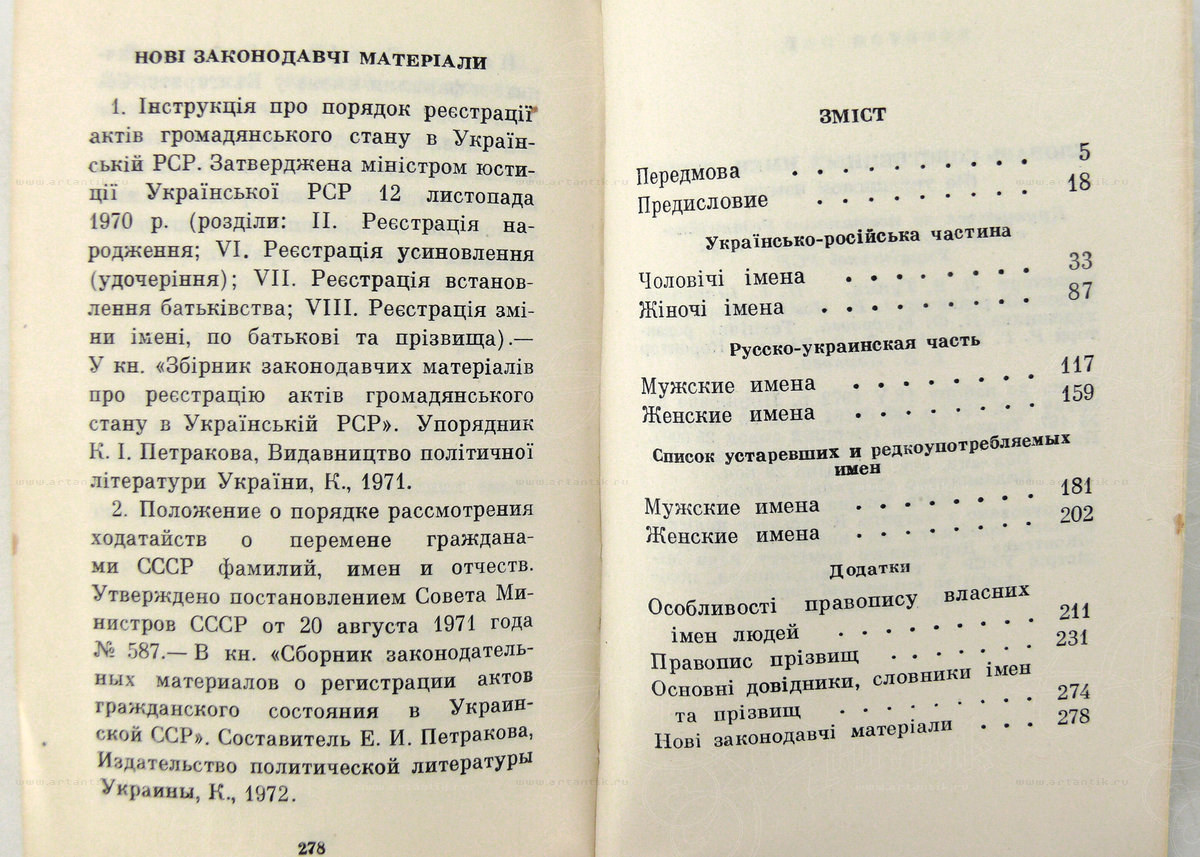 НОВІ ЗАКОНОДАВЧІ МАТЕРІАЛИ
1. Інструкція про порядок реєстрації
актів громадянського стану в Україн-
ській РСР. Затверджена міністром юсти-
ції Української РСР 12 листопада
1970 р. (розділи: II. Реєстрація на-
родження; VI. Реєстрація усиновлення
(удочеріння); VII. Реєстрація встанов-
лення батьківства; VIII. Реєстрація змі-
ни імені, по батькові та прізвища).—
У кн. «Збірник законодавчих матеріалів
про реєстрацію актів громадянського
стану в Українській РСР». Упорядник
К. І. Петракова, Видавництво політичної
літератури України, К., 1971.
2. Положение о порядке рассмотрения
ходатайств о перемене граждана-
ми СССР фамилий, имен и отчеств.
Утверждено постановлением Совета Ми-
нистров СССР от 20 августа 1971 года
№ 587.— В кн. «Сборник законодатель-
ных материалов о регистрации актов
гражданского состояния в Украин-
ской ССР». Составитель Е. И. Петракова,
Издательство политической литературы
Украины, К., 1972.
278
ЗМІСТ
Передмова . . . . . . . . . 5
Предисловие . . . . . . . . 18
Українсько-російська частина
Чоловічі імена . . . . . . . 33
Жіночі імена . . . . . . . . 87
Русско-украинская часть
Мужские имена . . . . . . . 117
Женские имена . . . . . . . 159
Список устаревших и редкоупотребляемых
имен
Мужские имена . . . . . . . 181
Женские имена . . . . . . . 202
Додатки
Особливості правопису власних
імен людей . . . . . . . 211
Правопис прізвищ . . . . . . 231
Основні довідники, словники імен
та прізвищ . . . . . . . 274
Нові законодавчі матеріали . . . 278
www.artantik.ru